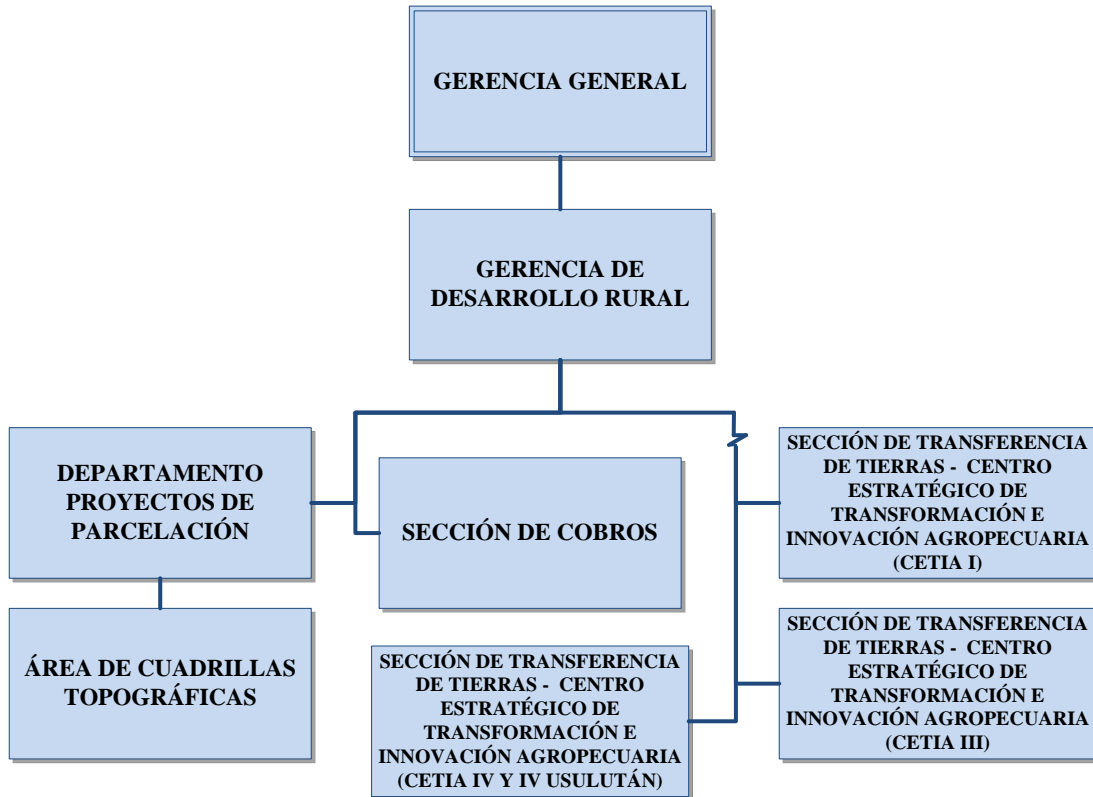 GERENCIA GENERAL
GERENCIA DE
DESARROLLO RURAL
DEPARTAMENTO
PROYECTOS DE
PARCELACIÓN
SECCIÓN DE COBROS
SECCIÓN DE TRANSFERENCIA
DE TIERRAS - CENTRO
ESTRATÉGICO DE
TRANSFORMACIÓN E
INNOVACIÓN AGROPECUARIA
(CETIA I)
ÁREA DE CUADRILLAS
TOPOGRÁFICAS
SECCIÓN DE TRANSFERENCIA
DE TIERRAS - CENTRO
ESTRATÉGICO DE
TRANSFORMACIÓN E
INNOVACIÓN AGROPECUARIA
(CETIA IV Y IV USULUTÁN)
SECCIÓN DE TRANSFERENCIA
DE TIERRAS - CENTRO
ESTRATÉGICO DE
TRANSFORMACIÓN E
INNOVACIÓN AGROPECUARIA
(CETIA III)